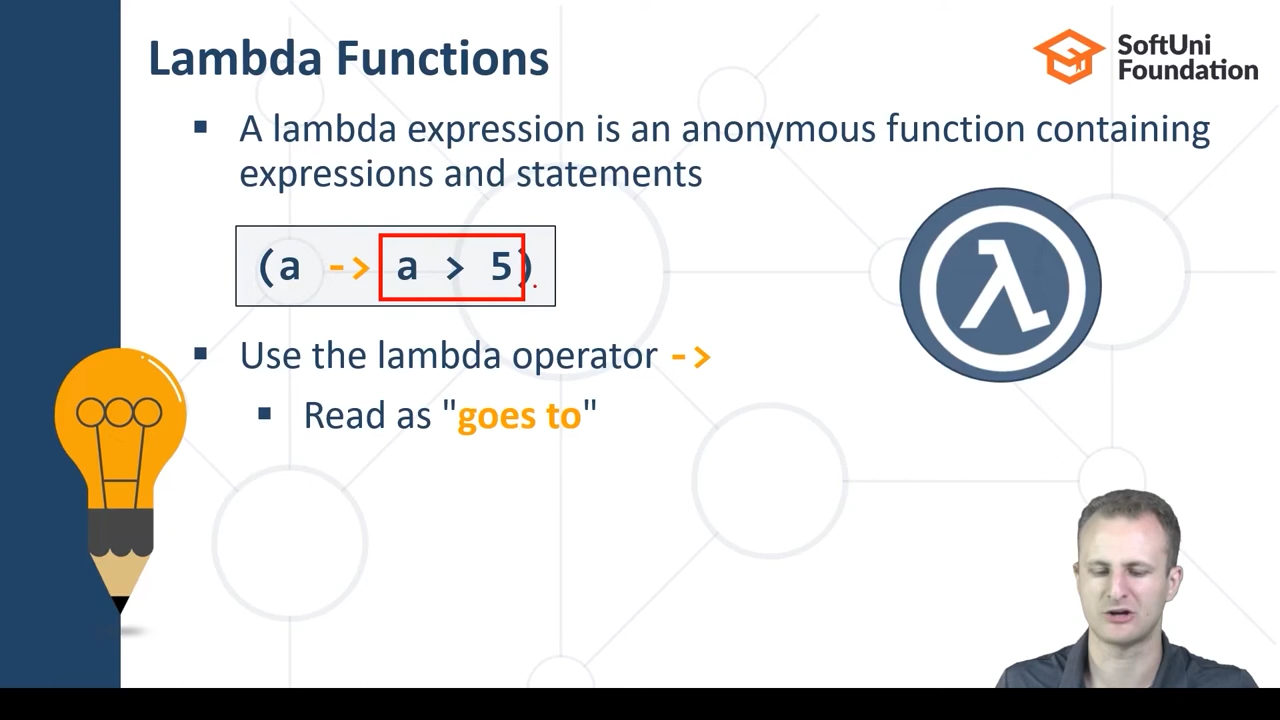 Lambda Functions
SoftUni
Foundation
▪ A lambda expression is an anonymous function containing
expressions and statements
(a -> a > 5)
▪ Use the lambda operator ->
▪ Read as "goes to"
λ